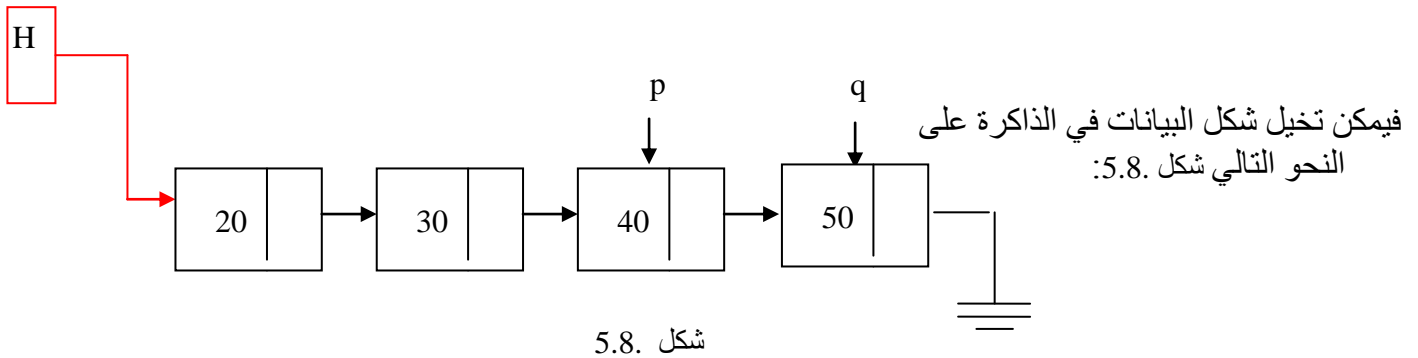 H
p
q
فيمكن تخيل شكل البيانات في الذاكرة على
النحو التالي شكل .5.8:
20
30
40
50
شكل .5.8